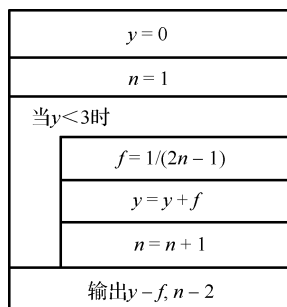 y = 0
n = 1
当y＜3时
f = 1/(2n − 1)
y = y + f
n = n + 1
输出y − f, n − 2